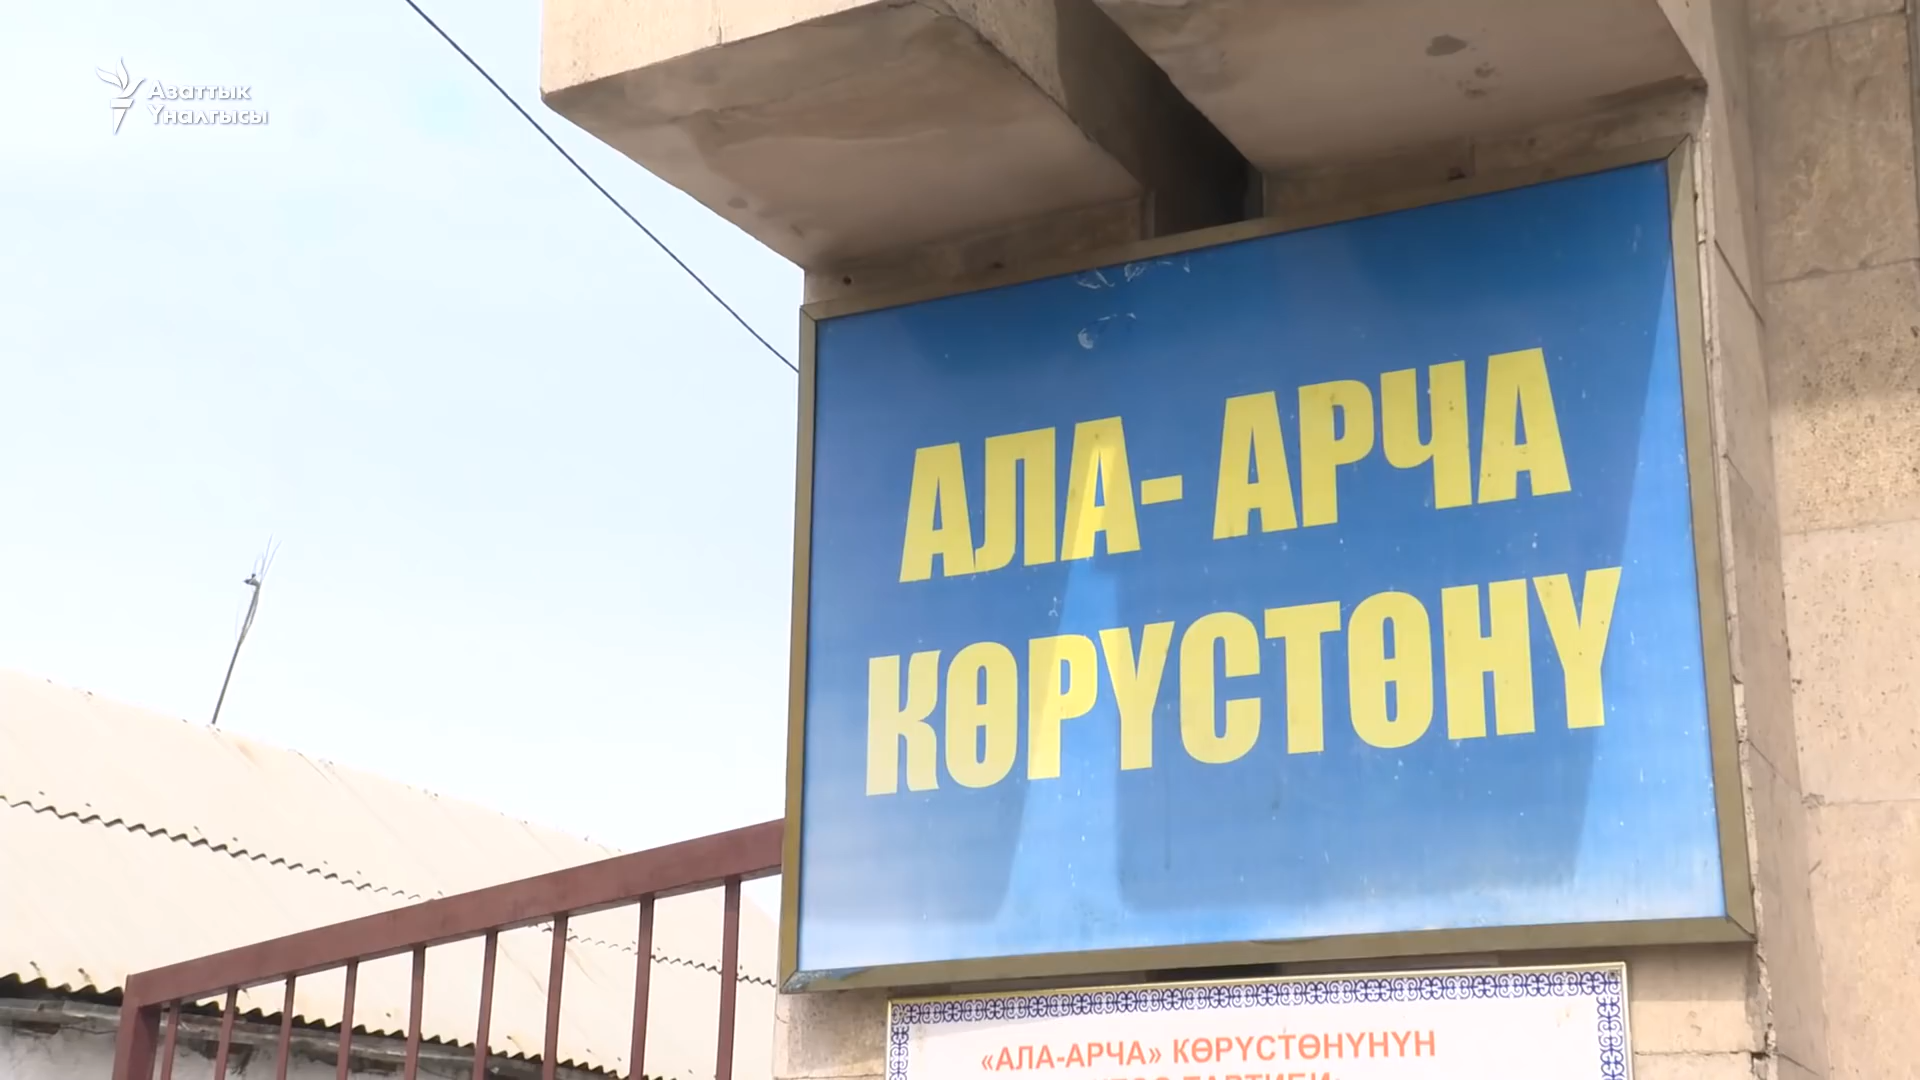 Азаттык
Үналгысы
АЛА- АРЧА
КӨРҮСТӨНҮ
«АЛА-АРЧА» КӨРҮСТӨНҮНҮН